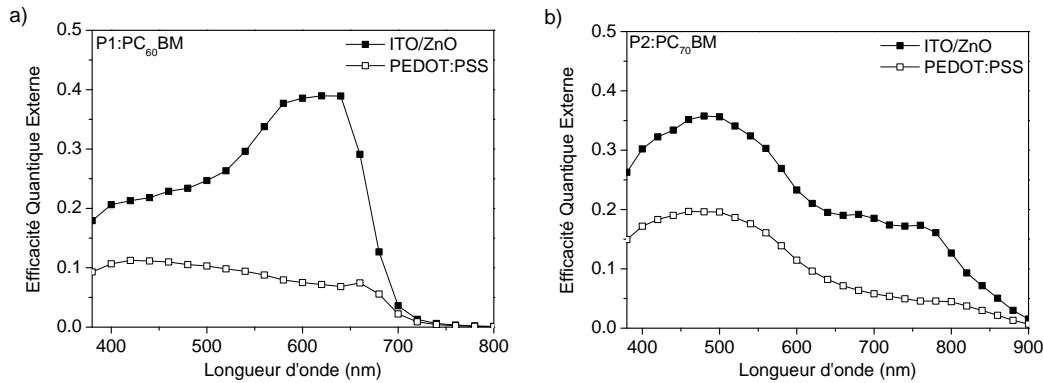 a)
P1:PC60BM
ITO/ZnO
PEDOT:PSS
Efficacité Quantique Externe
0.5
0.4
0.3
0.2
0.1
0.0
400 500 600 700 800
Longueur d'onde (nm)
b)
P2:PC70BM
ITO/ZnO
PEDOT:PSS
Efficacité Quantique Externe
0.5
0.4
0.3
0.2
0.1
0.0
400 500 600 700 800 900
Longueur d'onde (nm)